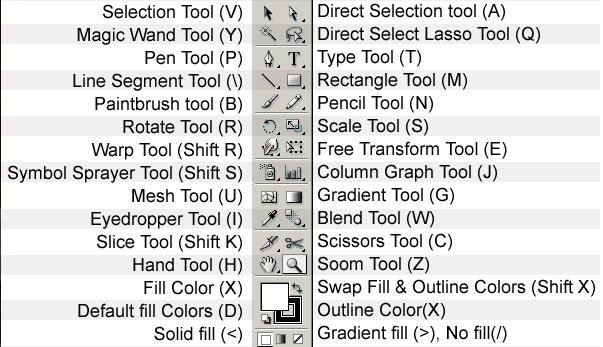 Selection Tool (V) Direct Selection tool (A)
Magic Wand Tool (Y) Direct Select Lasso Tool (Q)
Pen Tool (P) Type Tool (T)
Line Segment Tool (\) Rectangle Tool (M)
Paintbrush tool (B) Pencil Tool (N)
Rotate Tool (R) Scale Tool (S)
Warp Tool (Shift R) Free Transform Tool (E)
Symbol Sprayer Tool (Shift S) Column Graph Tool (J)
Mesh Tool (U) Gradient Tool (G)
Eyedropper Tool (I) Blend Tool (W)
Slice Tool (Shift K) Scissors Tool (C)
Hand Tool (H) Soom Tool (Z)
Fill Color (X) Swap Fill & Outline Colors (Shift X)
Default fill Colors (D) Outline Color(X)
Solid fill (<) Gradient fill (>), No fill(/)